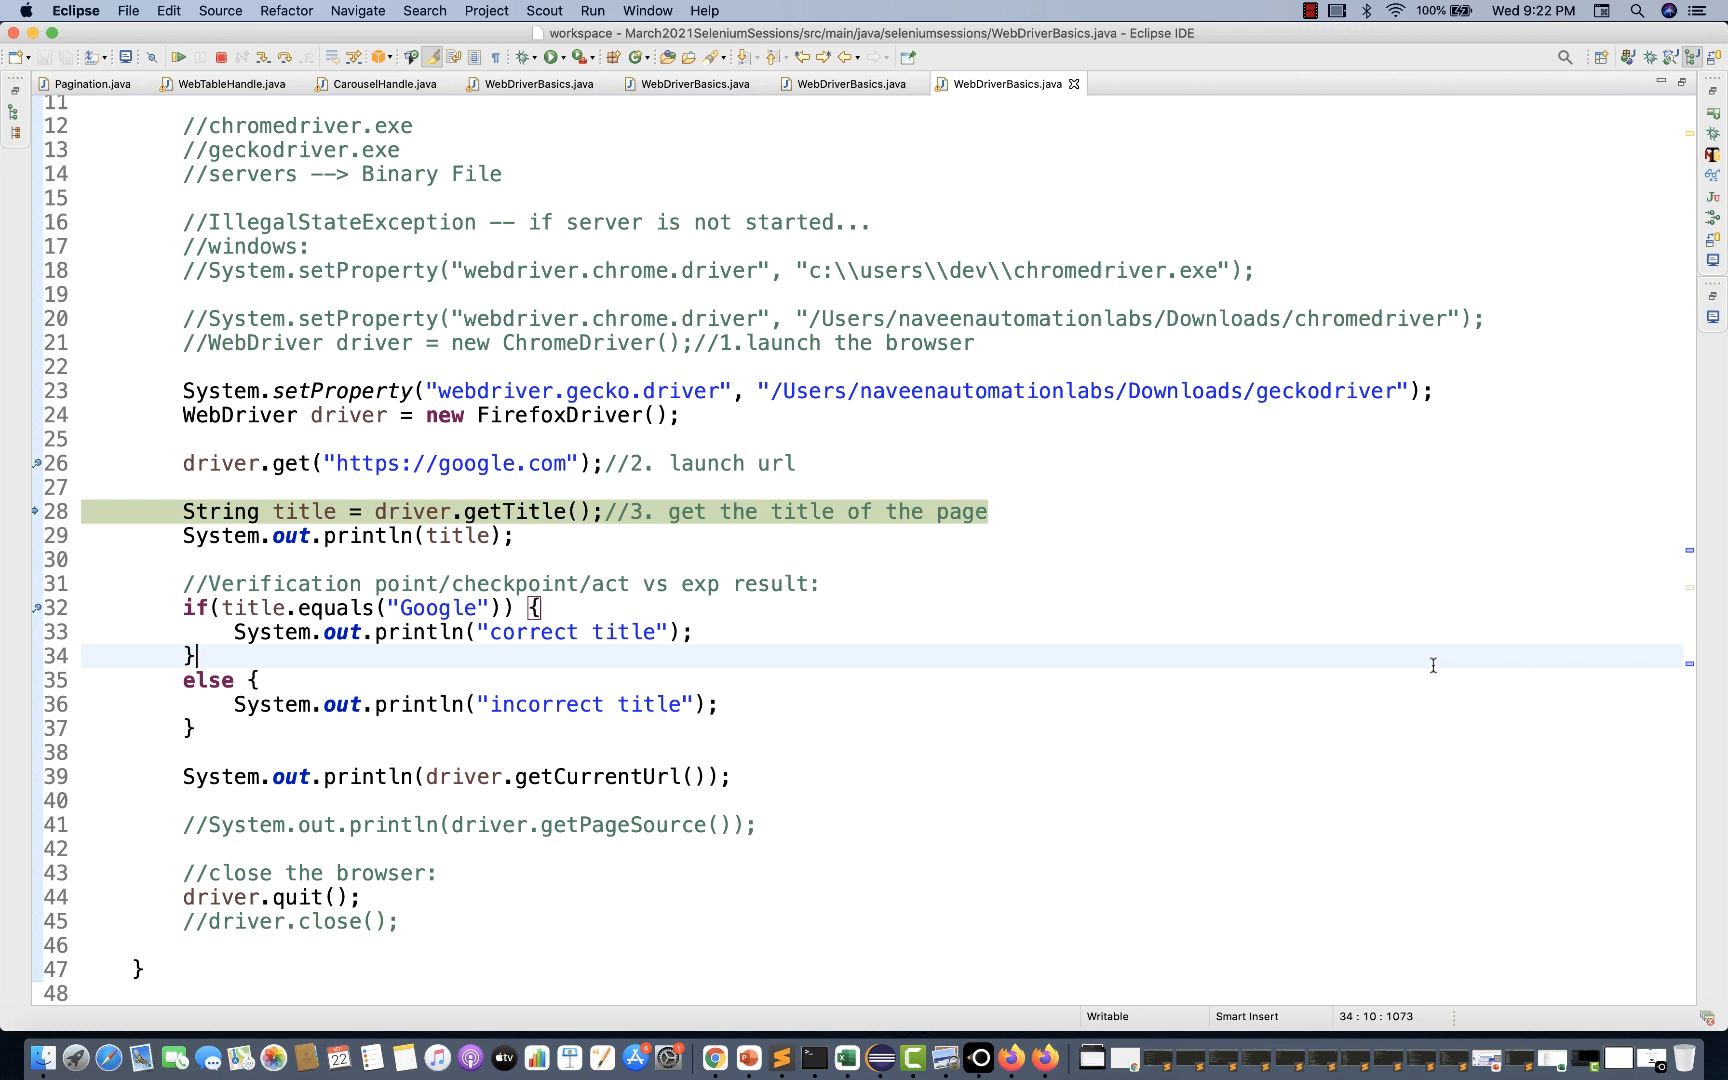 Eclipse File Edit Source Refactor Navigate Search Project Scout Run Window Help 100% Wed 9:22 PM
workspace - March2021SeleniumSessions/src/main/java/seleniumsessions/WebDriverBasics.java - Eclipse IDE
Pagination.java WebTableHandle.java CarouselHandle.java WebDriverBasics.java WebDriverBasics.java WebDriverBasics.java WebDriverBasics.java
11
12 //chromedriver.exe
13 //geckodriver.exe
14 //servers --> Binary File
15
16 //IllegalStateException -- if server is not started...
17 //windows:
18 //System.setProperty("webdriver.chrome.driver", "c:\\users\\dev\\chromedriver.exe");
19
20 //System.setProperty("webdriver.chrome.driver", "/Users/naveenautomationlabs/Downloads/chromedriver");
21 //WebDriver driver = new ChromeDriver();//1.launch the browser
22
23 System.setProperty("webdriver.gecko.driver", "/Users/naveenautomationlabs/Downloads/geckodriver");
24 WebDriver driver = new FirefoxDriver();
25
26 driver.get("https://google.com");//2. launch url
27
28 String title = driver.getTitle();//3. get the title of the page
29 System.out.println(title);
30
31 //Verification point/checkpoint/act vs exp result:
32 if(title.equals("Google")) {
33 System.out.println("correct title");
34 }
35 else {
36 System.out.println("incorrect title");
37 }
38
39 System.out.println(driver.getCurrentUrl());
40
41 //System.out.println(driver.getPageSource());
42
43 //close the browser:
44 driver.quit();
45 //driver.close();
46
47 }
48
Writable Smart Insert 34 : 10 : 1073